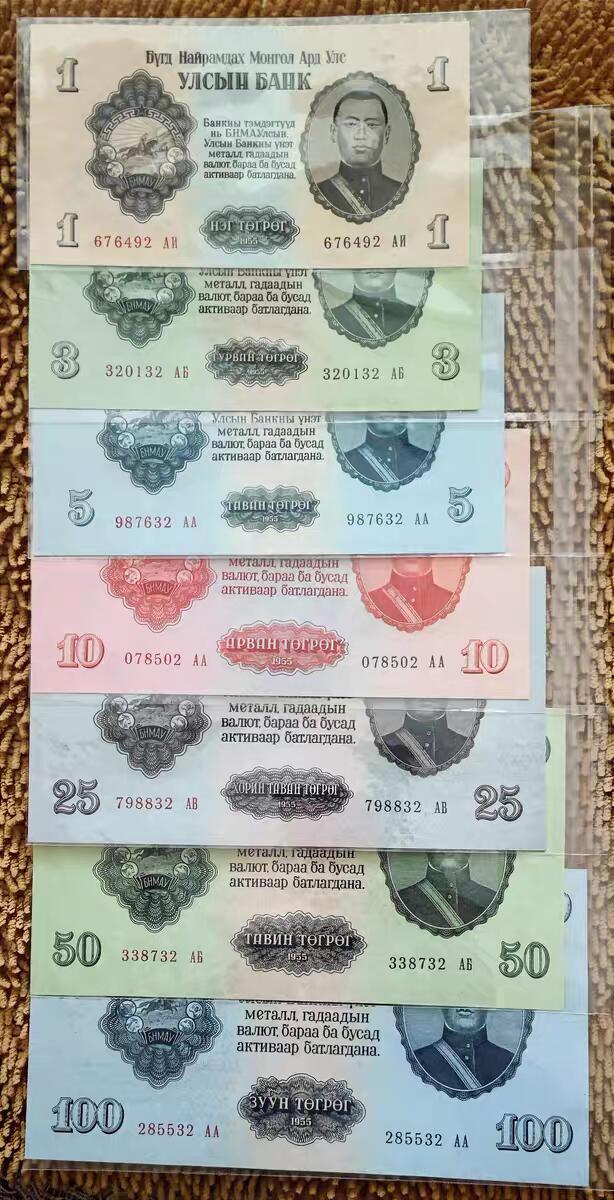 1 Бүгд Найрамдах Монгол Ард Улс 1
УЛСЫН БАНК
Банкны тэмдэгтүүд
нь БНМАУлсын
Улсын Банкны үнэт
металл, гадаадын
валют, бараа ба бусад
активаар батлагдана.
БНМАУ
НЭГ ТӨГРӨГ
1955
1 676492 АИ 676492 АИ 1
Улсын Банкны үнэт
металл, гадаадын
валют, бараа ба бусад
активаар батлагдана.
БНМАУ
ГУРВАН ТӨГРӨГ
1955
3 320132 АБ 320132 АБ 3
Улсын Банкны үнэт
металл, гадаадын
валют, бараа ба бусад
активаар батлагдана.
БНМАУ
ТАВАН ТӨГРӨГ
1955
5 987632 АА 987632 АА 5
металл, гадаадын
валют, бараа ба бусад
активаар батлагдана.
БНМАУ
АРВАН ТӨГРӨГ
1955
10 078502 АА 078502 АА 10
металл, гадаадын
валют, бараа ба бусад
активаар батлагдана.
БНМАУ
ХОРИН ТАВАН ТӨГРӨГ
1955
25 798832 АВ 798832 АВ 25
металл, гадаадын
валют, бараа ба бусад
активаар батлагдана.
БНМАУ
ТАВИН ТӨГРӨГ
1955
50 338732 АБ 338732 АБ 50
металл, гадаадын
валют, бараа ба бусад
активаар батлагдана.
БНМАУ
ЗУУН ТӨГРӨГ
1955
100 285532 АА 285532 АА 100